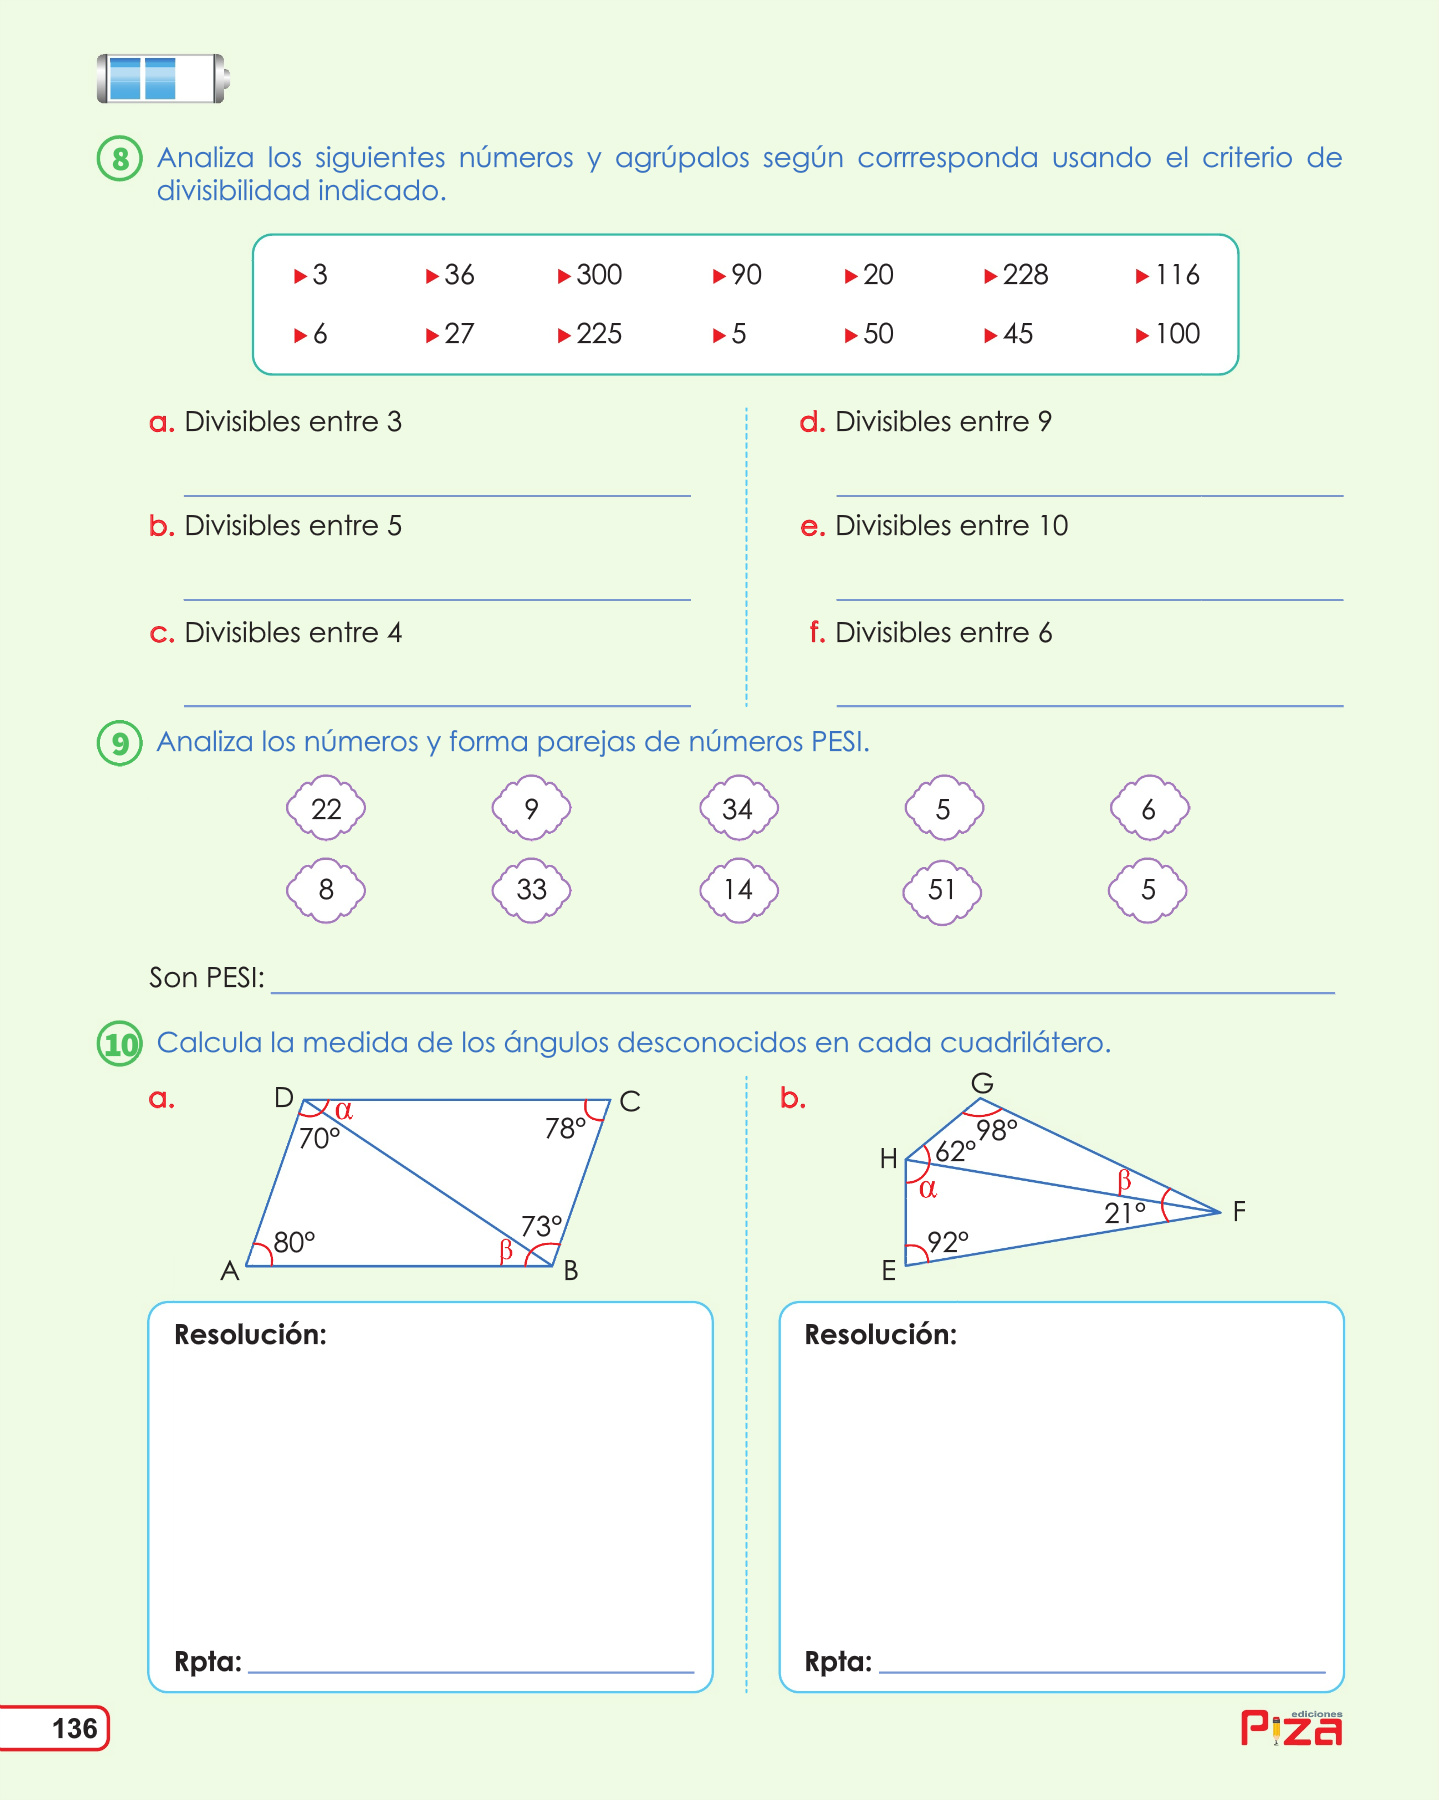 8 Analiza los siguientes números y agrúpalos según corrresponda usando el criterio de
divisibilidad indicado.
3 36 300 90 20 228 116
6 27 225 5 50 45 100
a. Divisibles entre 3
b. Divisibles entre 5
c. Divisibles entre 4
d. Divisibles entre 9
e. Divisibles entre 10
f. Divisibles entre 6
9 Analiza los números y forma parejas de números PESI.
22 9 34 5 6
8 33 14 51 5
Son PESI:
10 Calcula la medida de los ángulos desconocidos en cada cuadrilátero.
a.
D α C
70° 78°
80° β 73°
A B
Resolución:
Rpta:
b.
G
98°
H 62°
α β
21° F
92°
E
Resolución:
Rpta:
136
ediciones
Piza